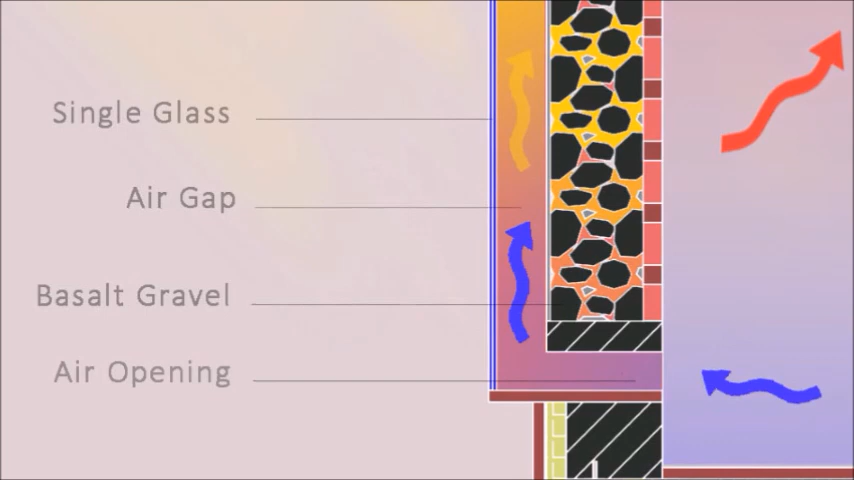 Single Glass
Air Gap
Basalt Gravel
Air Opening